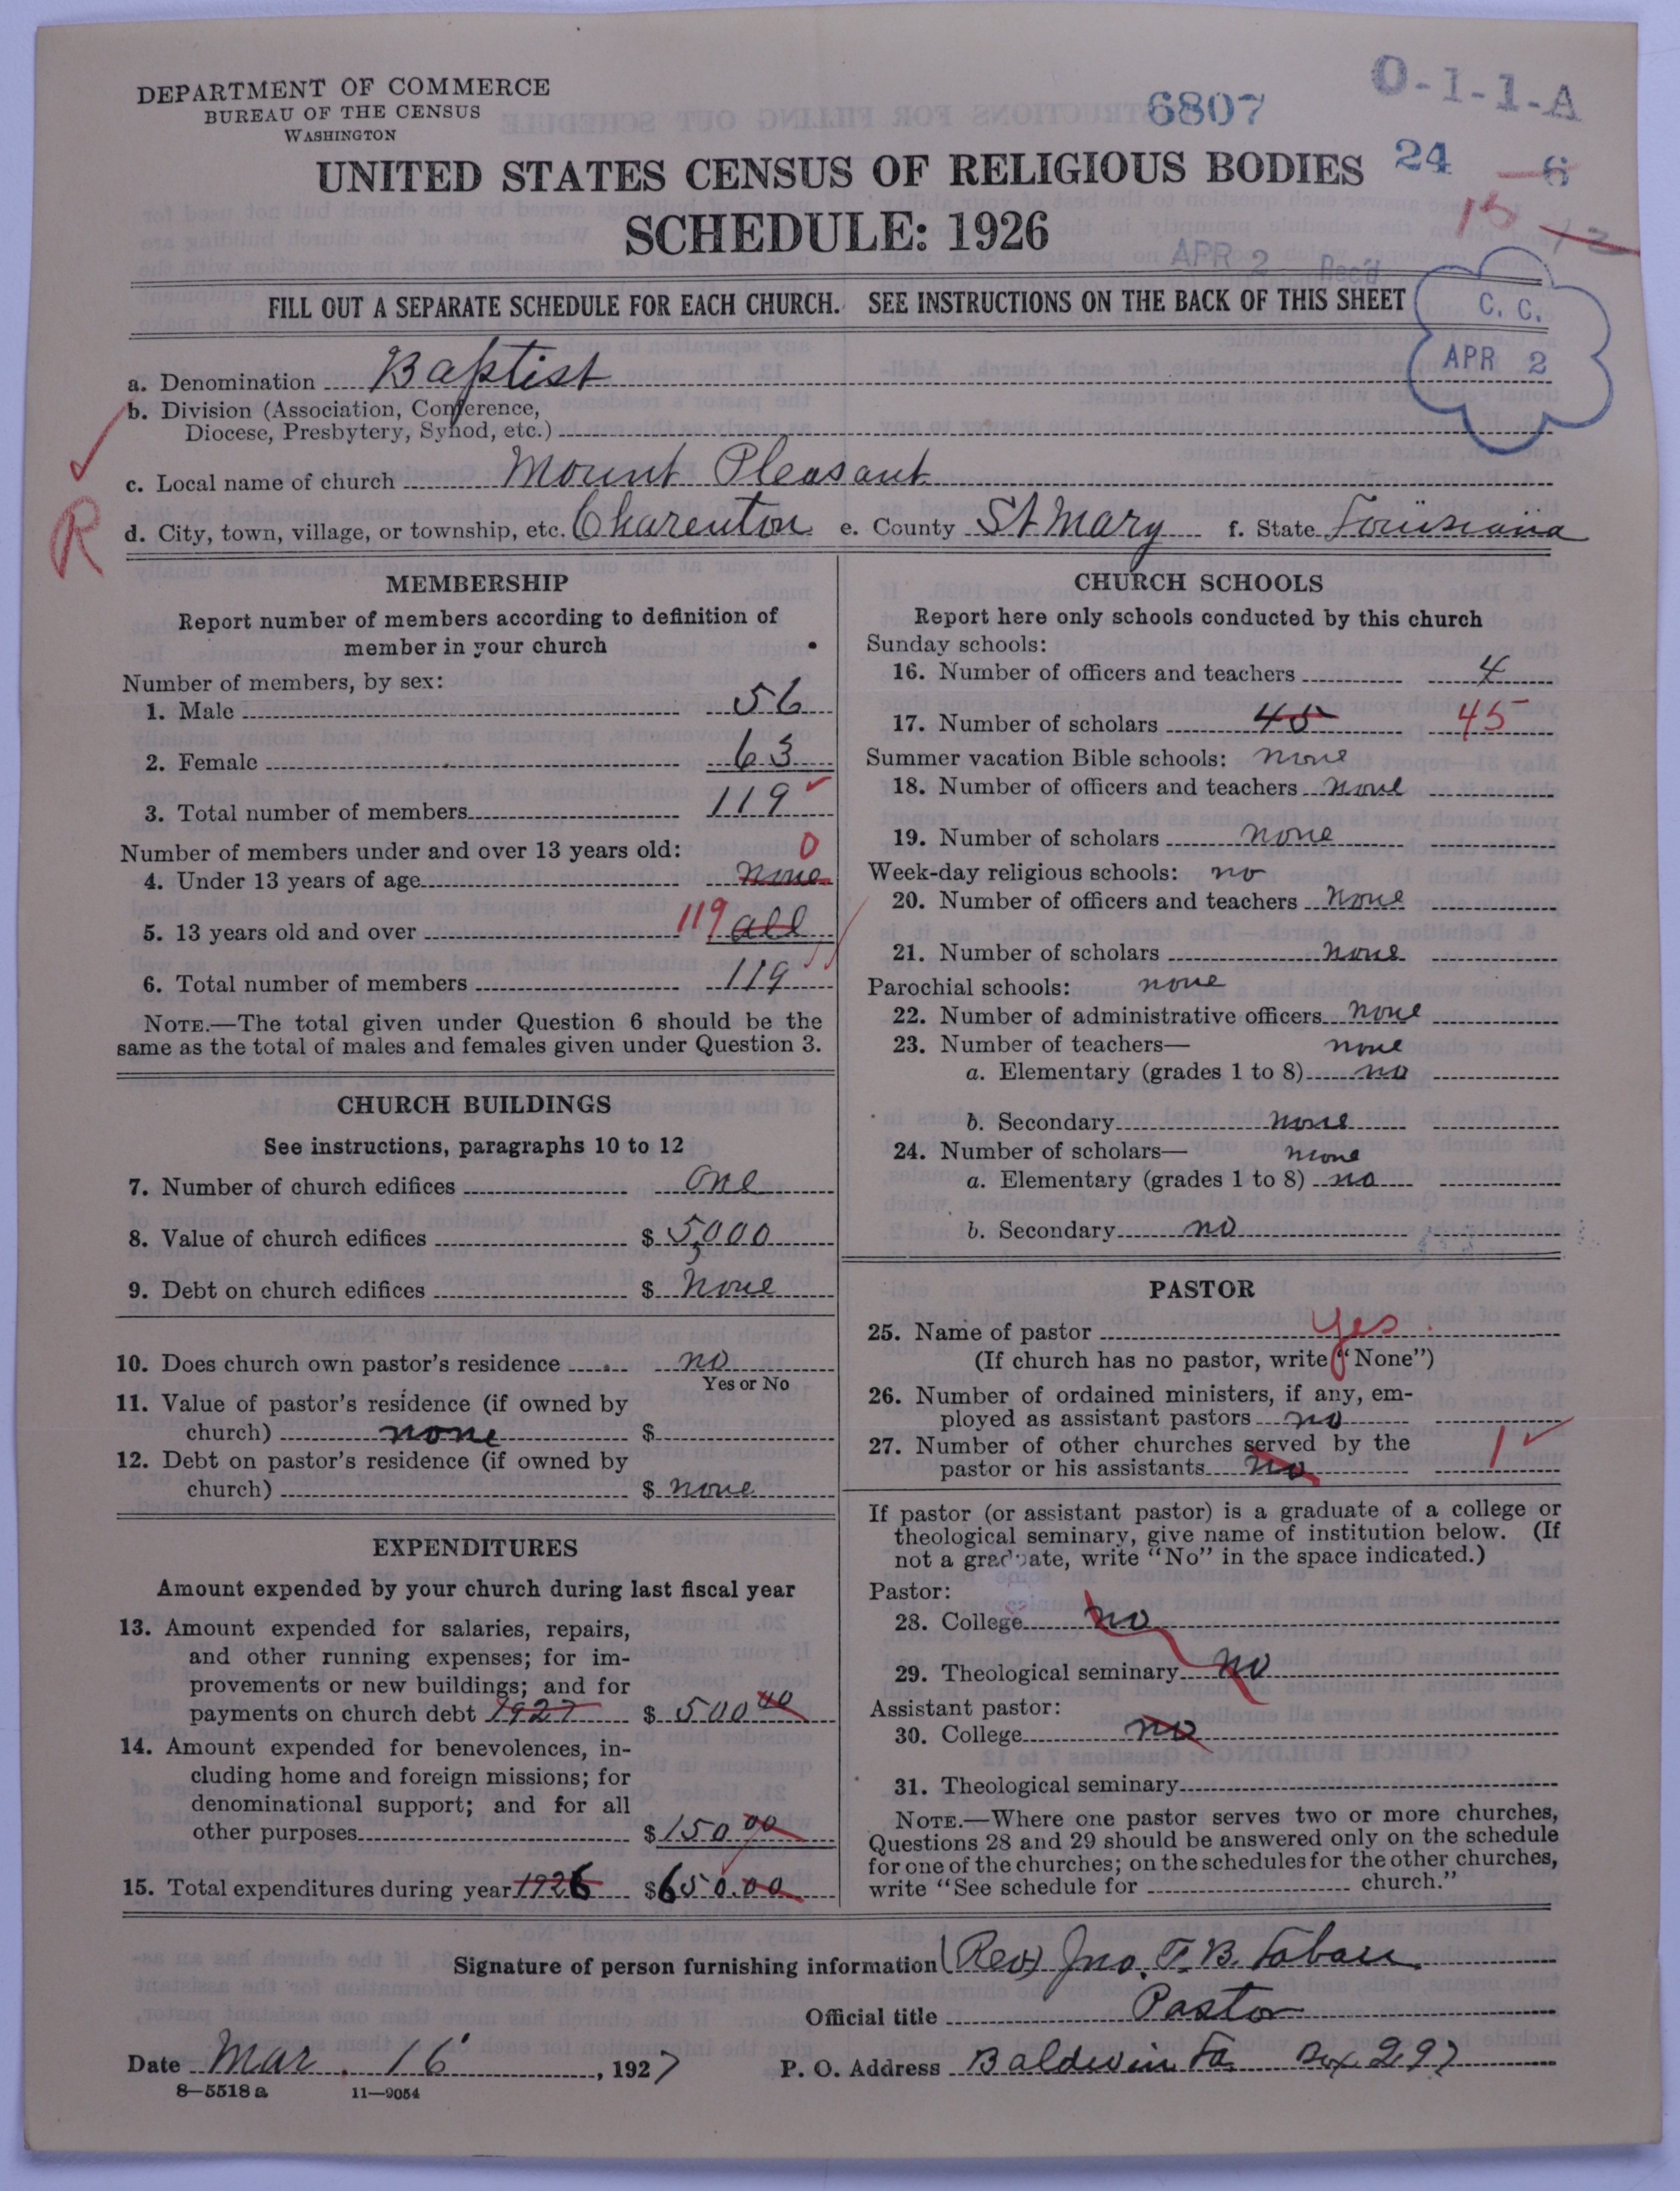 DEPARTMENT OF COMMERCE
BUREAU OF THE CENSUS
WASHINGTON
6807
O-1-1-A
UNITED STATES CENSUS OF RELIGIOUS BODIES
24 6
SCHEDULE: 1926
15 12
APR 2 Rec'd
FILL OUT A SEPARATE SCHEDULE FOR EACH CHURCH. SEE INSTRUCTIONS ON THE BACK OF THIS SHEET
C. C.
APR 2
a. Denomination Baptist
b. Division (Association, Conference,
Diocese, Presbytery, Synod, etc.)
c. Local name of church Mount Pleasant
R
d. City, town, village, or township, etc. Charenton e. County St Mary f. State Louisiana
MEMBERSHIP
Report number of members according to definition of
member in your church
Number of members, by sex:
1. Male 56
2. Female 63
3. Total number of members 119
Number of members under and over 13 years old: 0
4. Under 13 years of age none
5. 13 years old and over 119 all
6. Total number of members 119
NOTE.—The total given under Question 6 should be the
same as the total of males and females given under Question 3.
CHURCH BUILDINGS
See instructions, paragraphs 10 to 12
7. Number of church edifices One
8. Value of church edifices $ 5,000
9. Debt on church edifices $ None
10. Does church own pastor's residence no
Yes or No
11. Value of pastor's residence (if owned by
church) none $
12. Debt on pastor's residence (if owned by
church) $ none
EXPENDITURES
Amount expended by your church during last fiscal year
13. Amount expended for salaries, repairs,
and other running expenses; for im-
provements or new buildings; and for
payments on church debt 1927 $ 500 00
14. Amount expended for benevolences, in-
cluding home and foreign missions; for
denominational support; and for all
other purposes $ 150 00
15. Total expenditures during year 1926 $ 650.00
CHURCH SCHOOLS
Report here only schools conducted by this church
Sunday schools:
16. Number of officers and teachers 4
17. Number of scholars 45 45
Summer vacation Bible schools: none
18. Number of officers and teachers none
19. Number of scholars none
Week-day religious schools: no
20. Number of officers and teachers none
21. Number of scholars none
Parochial schools: none
22. Number of administrative officers none
23. Number of teachers— none
a. Elementary (grades 1 to 8) no
b. Secondary none
24. Number of scholars— none
a. Elementary (grades 1 to 8) no
b. Secondary no
PASTOR
25. Name of pastor yes
(If church has no pastor, write "None")
26. Number of ordained ministers, if any, em-
ployed as assistant pastors no
27. Number of other churches served by the
pastor or his assistants no 1
If pastor (or assistant pastor) is a graduate of a college or
theological seminary, give name of institution below. (If
not a graduate, write "No" in the space indicated.)
Pastor:
28. College no
29. Theological seminary no
Assistant pastor:
30. College no
31. Theological seminary
NOTE.—Where one pastor serves two or more churches,
Questions 28 and 29 should be answered only on the schedule
for one of the churches; on the schedules for the other churches,
write "See schedule for church."
Signature of person furnishing information (Rev) Jno. T. B.
Official title Pastor
Date Mar. 16, 1927 P. O. Address Baldwin La. Box 297
8—5518 a 11—9054